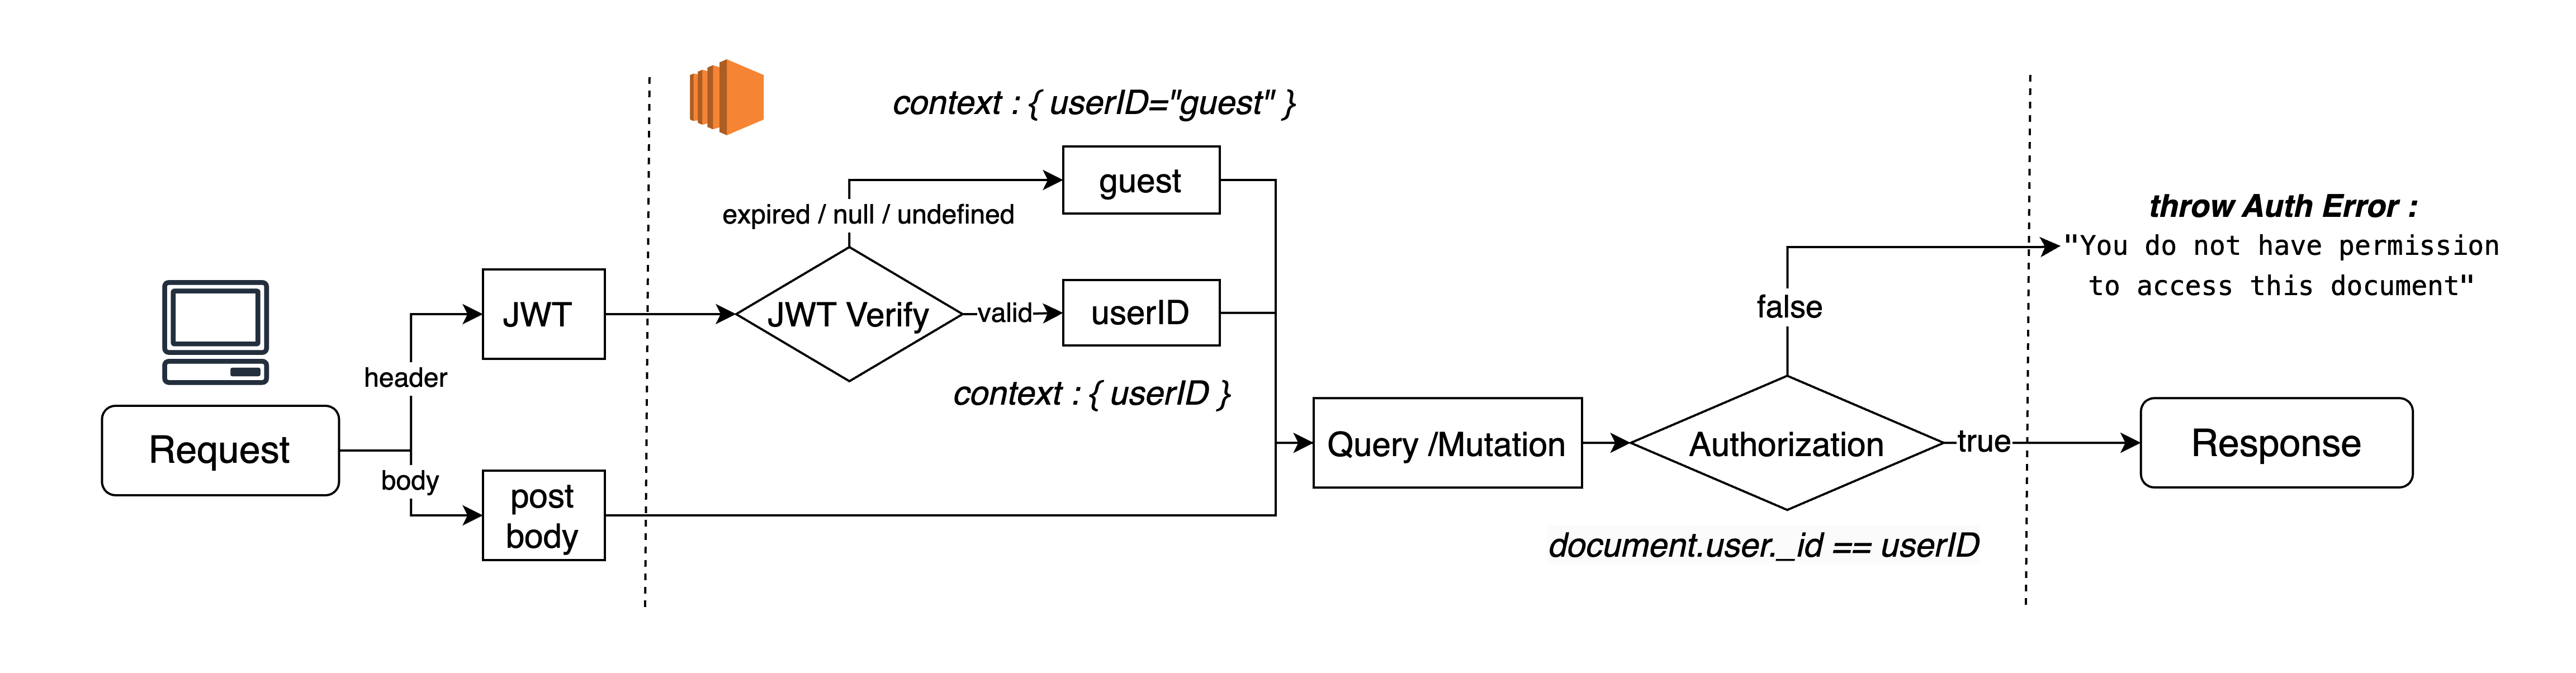 context : { userID="guest" }
guest
expired / null / undefined
throw Auth Error :
"You do not have permission
to access this document"
JWT
JWT Verify
valid
userID
false
header
context : { userID }
Request
body
post
body
Query /Mutation
Authorization
true
Response
document.user._id == userID